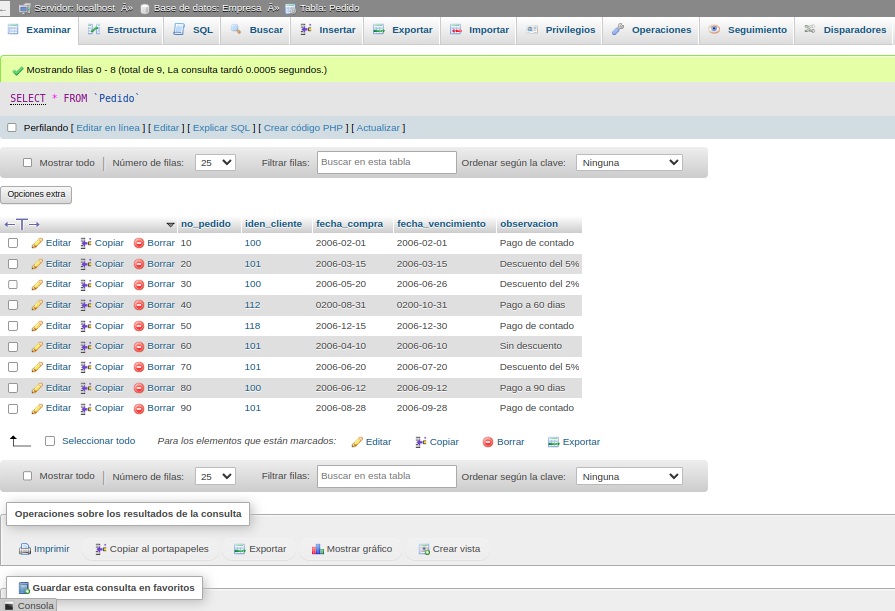 Servidor: localhost Â» Base de datos: Empresa Â» Tabla: Pedido
Examinar Estructura SQL Buscar Insertar Exportar Importar Privilegios Operaciones Seguimiento Disparadores
Mostrando filas 0 - 8 (total de 9, La consulta tardó 0.0005 segundos.)
SELECT * FROM `Pedido`
Perfilando [ Editar en línea ] [ Editar ] [ Explicar SQL ] [ Crear código PHP ] [ Actualizar ]
Mostrar todo Número de filas: 25 Filtrar filas: Buscar en esta tabla Ordenar según la clave: Ninguna
Opciones extra
←T→ no_pedido iden_cliente fecha_compra fecha_vencimiento observacion
Editar Copiar Borrar 10 100 2006-02-01 2006-02-01 Pago de contado
Editar Copiar Borrar 20 101 2006-03-15 2006-03-15 Descuento del 5%
Editar Copiar Borrar 30 100 2006-05-20 2006-06-26 Descuento del 2%
Editar Copiar Borrar 40 112 0200-08-31 0200-10-31 Pago a 60 dias
Editar Copiar Borrar 50 118 2006-12-15 2006-12-30 Pago de contado
Editar Copiar Borrar 60 101 2006-04-10 2006-06-10 Sin descuento
Editar Copiar Borrar 70 101 2006-06-20 2006-07-20 Descuento del 5%
Editar Copiar Borrar 80 100 2006-06-12 2006-09-12 Pago a 90 dias
Editar Copiar Borrar 90 101 2006-08-28 2006-09-28 Pago de contado
Seleccionar todo Para los elementos que están marcados: Editar Copiar Borrar Exportar
Mostrar todo Número de filas: 25 Filtrar filas: Buscar en esta tabla Ordenar según la clave: Ninguna
Operaciones sobre los resultados de la consulta
Imprimir Copiar al portapapeles Exportar Mostrar gráfico Crear vista
Guardar esta consulta en favoritos
Consola